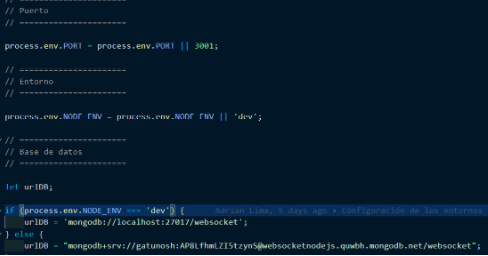 // ======================
// Puerto
// ======================
process.env.PORT = process.env.PORT || 3001;
// ======================
// Entorno
// ======================
process.env.NODE_ENV = process.env.NODE_ENV || 'dev';
// ======================
// Base de datos
// ======================
let urlDB;
if (process.env.NODE_ENV === 'dev') { Adrian Lima, 5 days ago • Configuración de los entornos
urlDB = 'mongodb://localhost:27017/websocket';
} else {
urlDB = "mongodb+srv://gatunosh:@websocketnodejs.quwbh.mongodb.net/websocket";